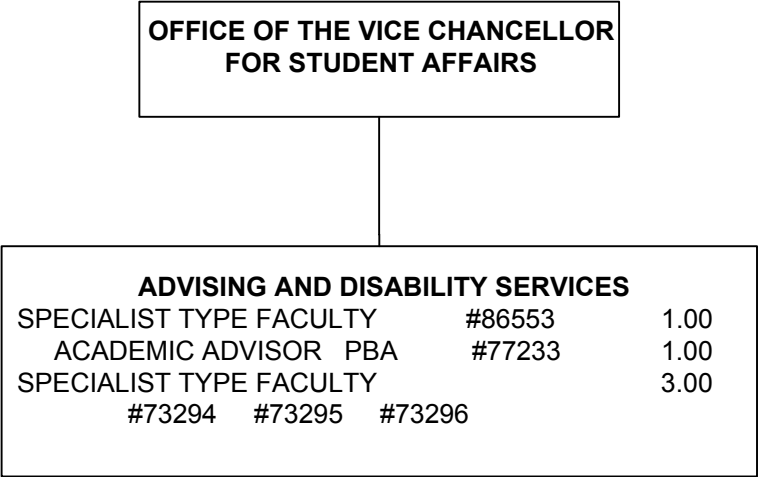 OFFICE OF THE VICE CHANCELLOR
FOR STUDENT AFFAIRS
ADVISING AND DISABILITY SERVICES
SPECIALIST TYPE FACULTY #86553 1.00
ACADEMIC ADVISOR PBA #77233 1.00
SPECIALIST TYPE FACULTY 3.00
#73294 #73295 #73296